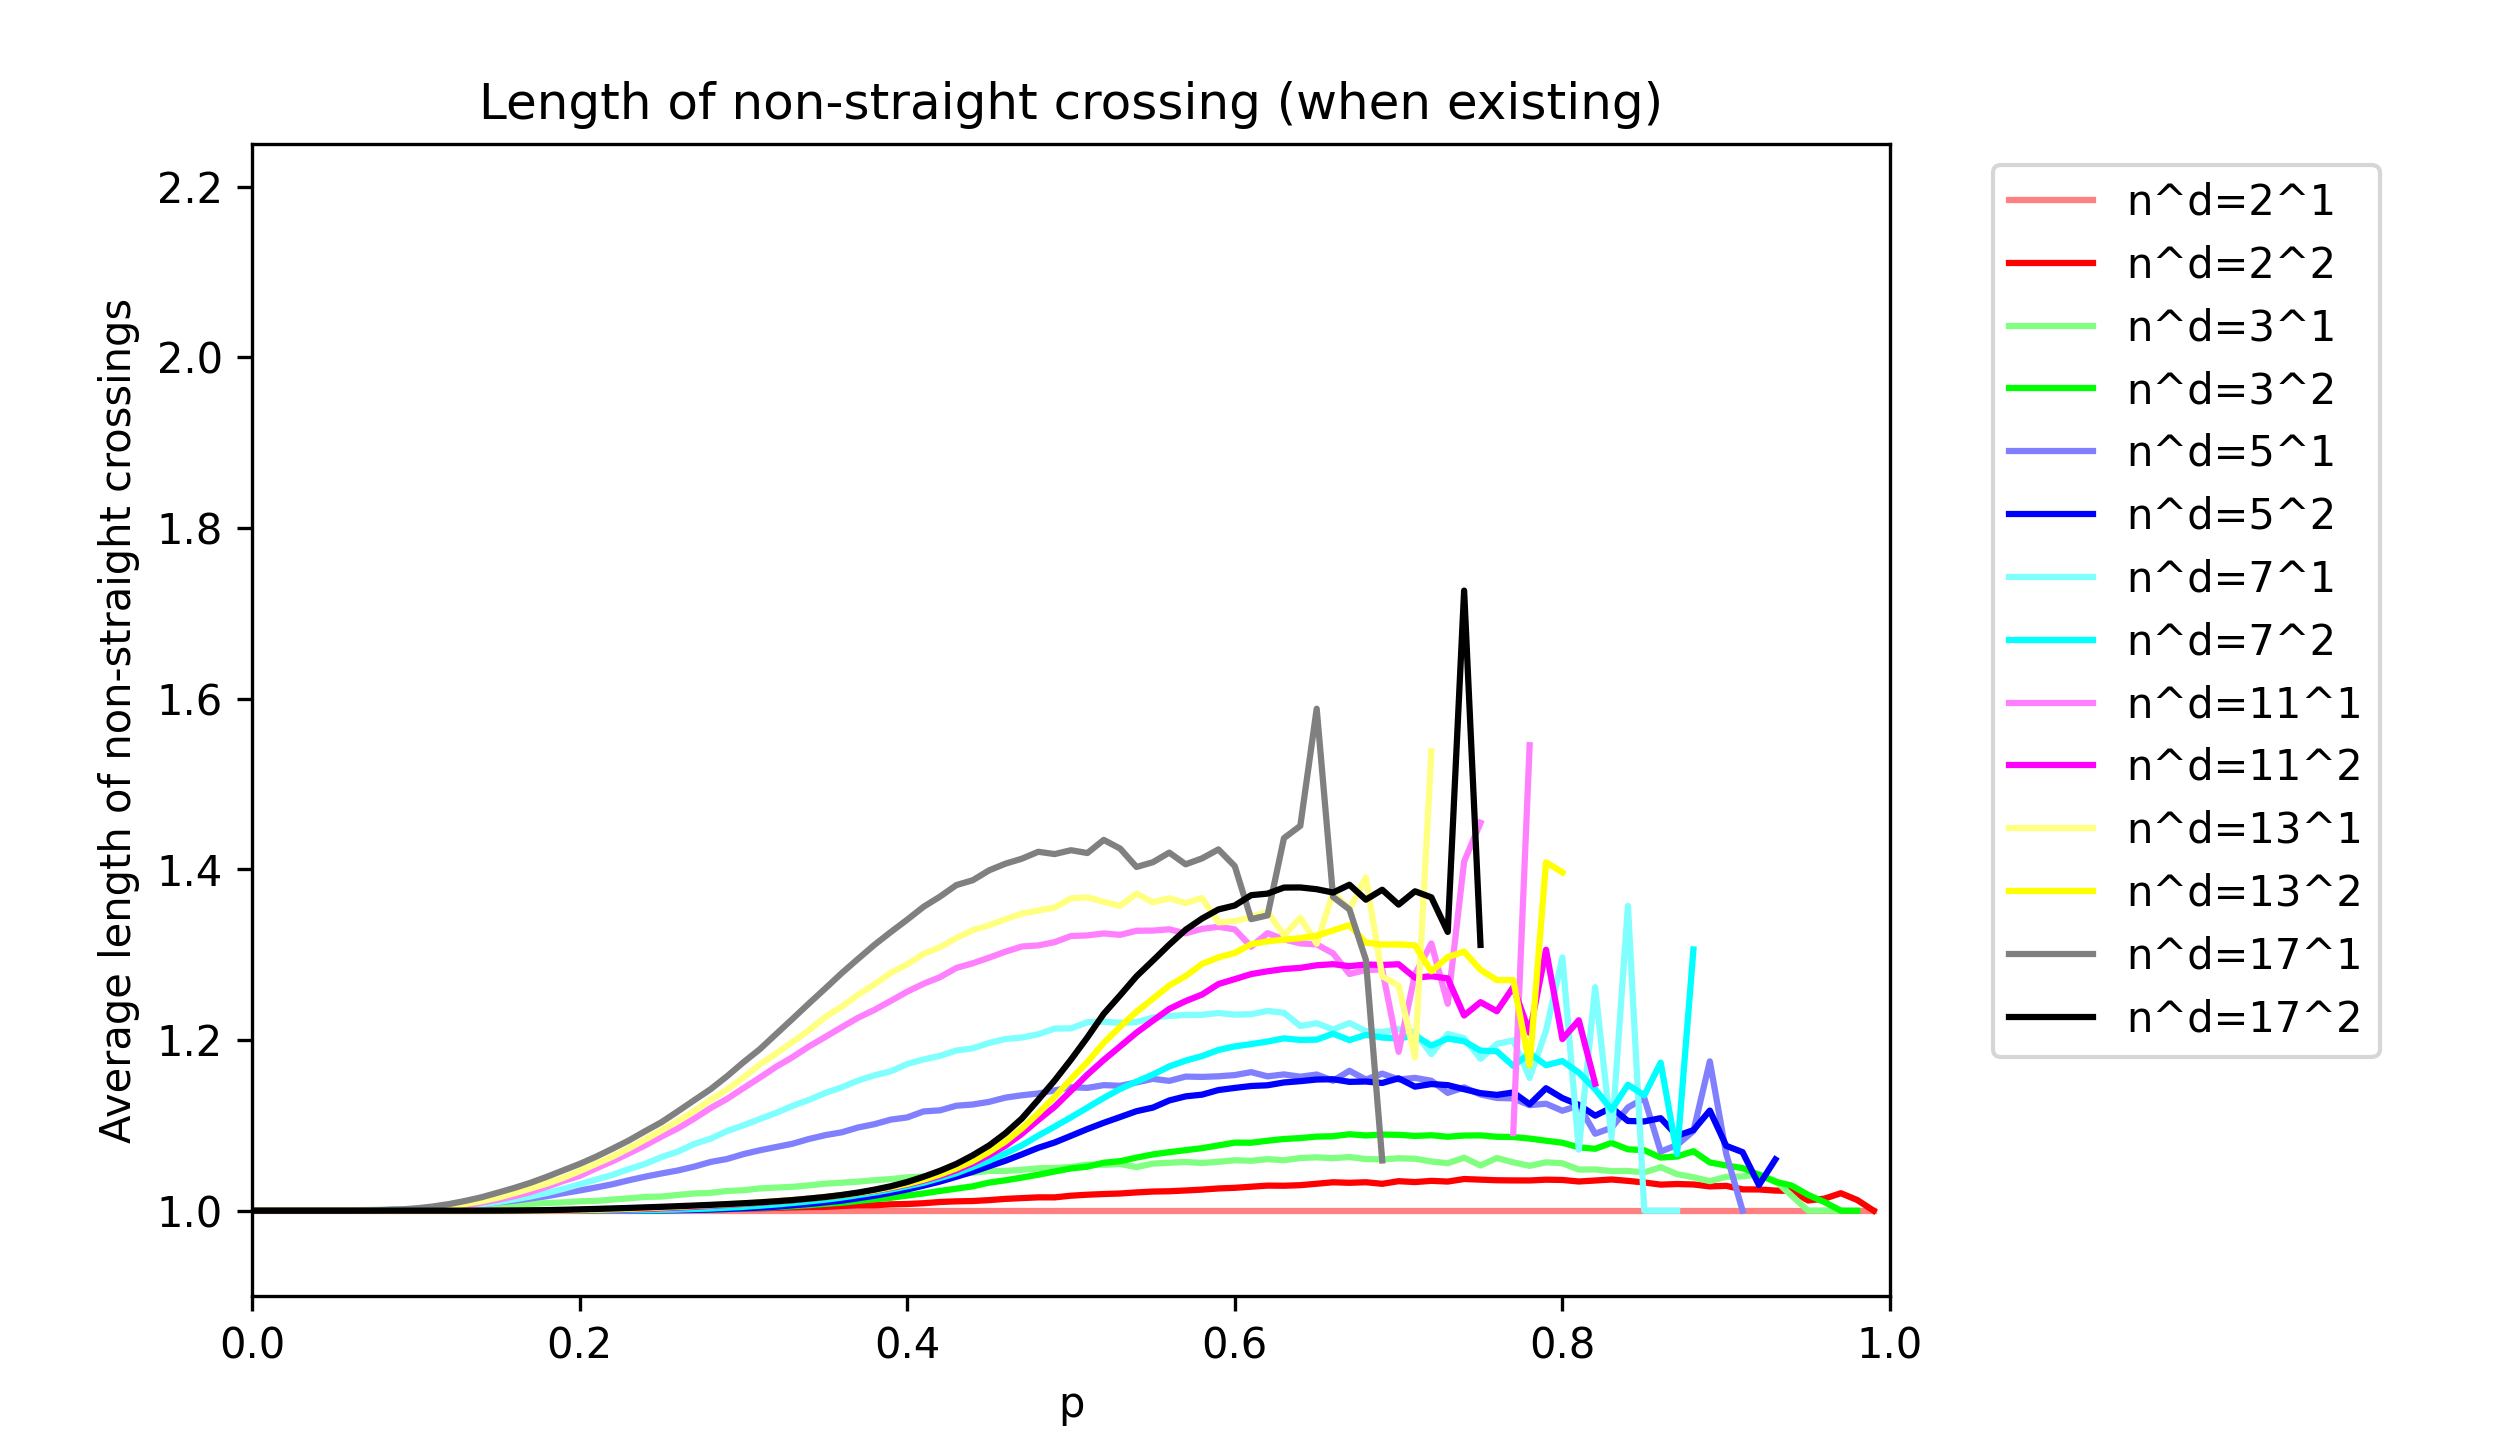 Length of non-straight crossing (when existing)
Average length of non-straight crossings
2.2
2.0
1.8
1.6
1.4
1.2
1.0
0.0 0.2 0.4 0.6 0.8 1.0
p
n^d=2^1
n^d=2^2
n^d=3^1
n^d=3^2
n^d=5^1
n^d=5^2
n^d=7^1
n^d=7^2
n^d=11^1
n^d=11^2
n^d=13^1
n^d=13^2
n^d=17^1
n^d=17^2